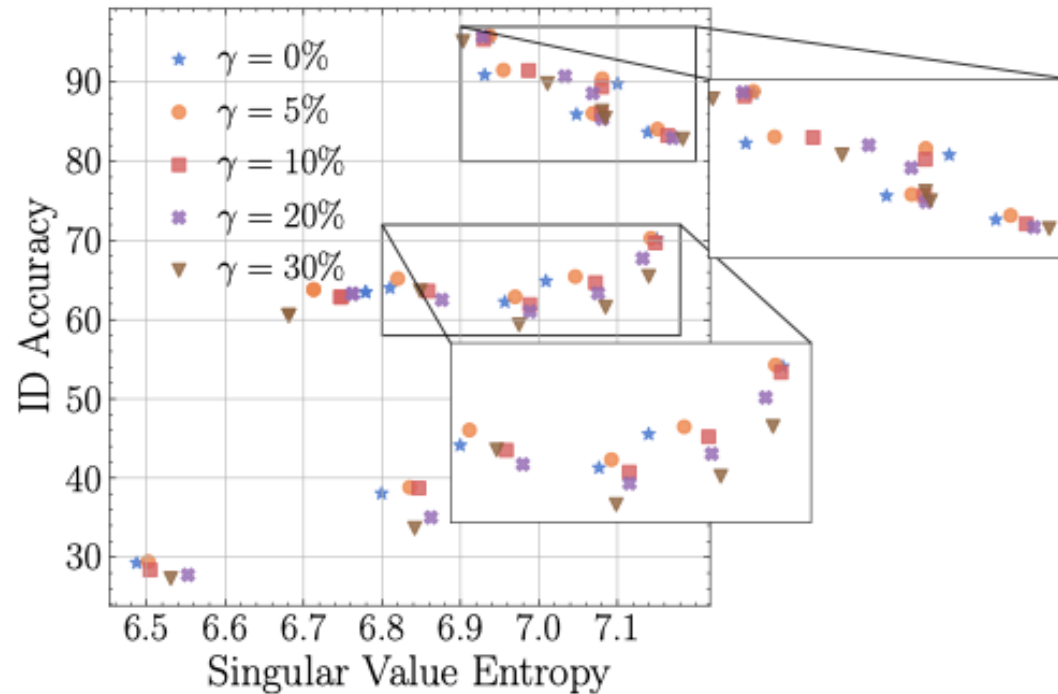 γ = 0%
γ = 5%
γ = 10%
γ = 20%
γ = 30%
90
80
70
60
50
40
30
ID Accuracy
6.5 6.6 6.7 6.8 6.9 7.0 7.1
Singular Value Entropy